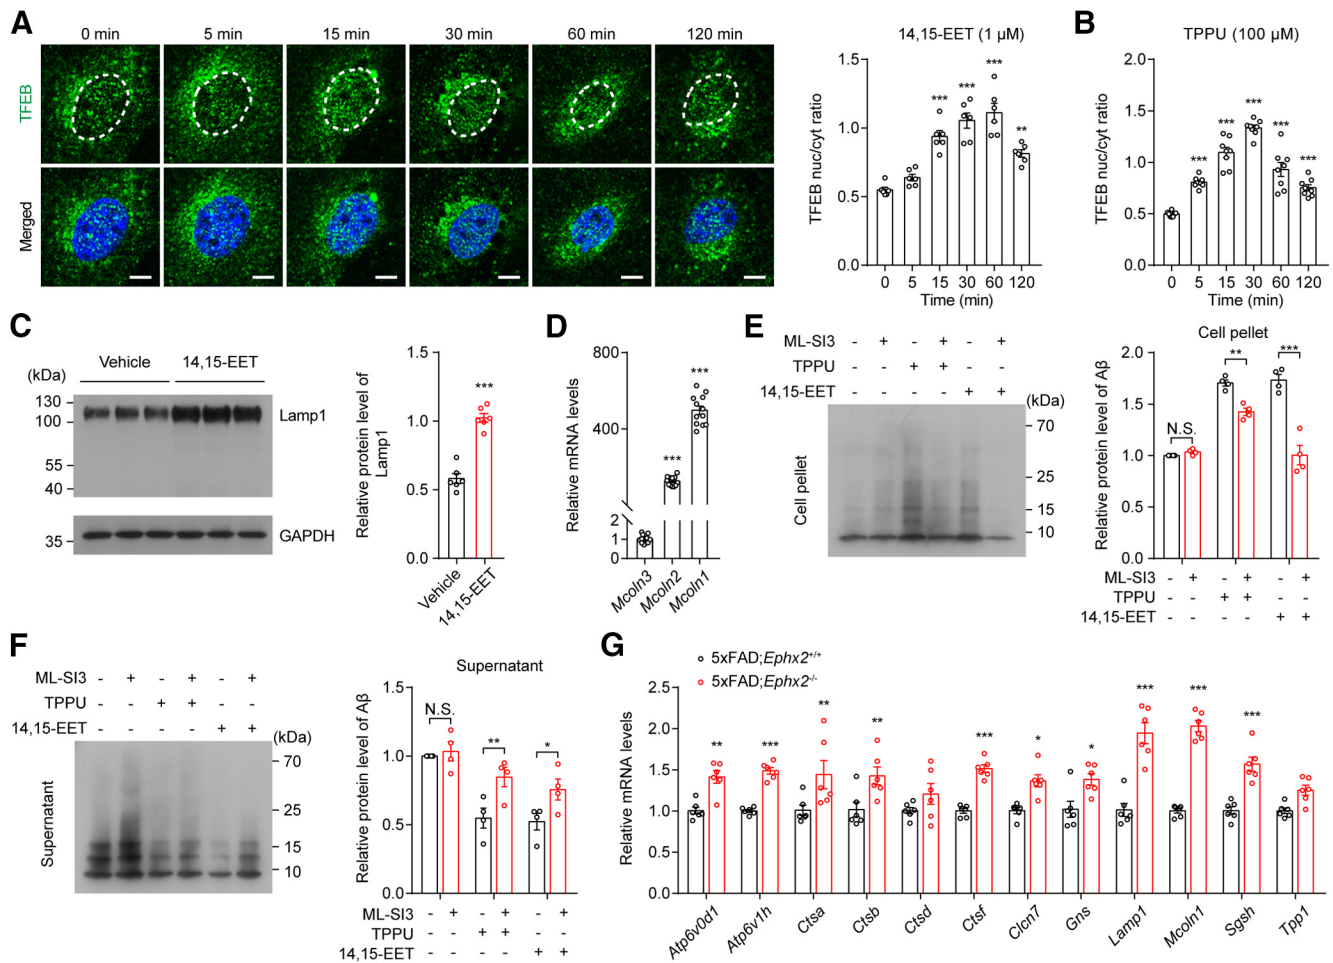 A
0 min 5 min 15 min 30 min 60 min 120 min
TFEB
Merged
14,15-EET (1 μM)
TFEB nuc/cyt ratio
1.5
1.0
0.5
0.0
*** *** *** **
0 5 15 30 60 120
Time (min)
B
TPPU (100 μM)
TFEB nuc/cyt ratio
2.0
1.5
1.0
0.5
0.0
*** *** *** *** ***
0 5 15 30 60 120
Time (min)
C
Vehicle 14,15-EET
(kDa)
130
100
55
40
35
Lamp1
GAPDH
Relative protein level of
Lamp1
1.5
1.0
0.5
0.0
***
Vehicle 14,15-EET
D
Relative mRNA levels
800
400
2
1
0
*** ***
Mcoln3 Mcoln2 Mcoln1
E
ML-SI3 - + - + - +
TPPU - - + + - -
14,15-EET - - - - + +
(kDa)
70
25
15
10
Cell pellet
Cell pellet
Relative protein level of Aβ
2.0
1.5
1.0
0.5
0.0
N.S. ** ***
ML-SI3 - + - + - +
TPPU - - + + - -
14,15-EET - - - - + +
F
ML-SI3 - + - + - +
TPPU - - + + - -
14,15-EET - - - - + +
(kDa)
70
25
15
10
Supernatant
Supernatant
Relative protein level of Aβ
1.5
1.0
0.5
0.0
N.S. ** *
ML-SI3 - + - + - +
TPPU - - + + - -
14,15-EET - - - - + +
G
5xFAD;Ephx2+/+
5xFAD;Ephx2-/-
Relative mRNA levels
2.5
2.0
1.5
1.0
0.5
0.0
** *** ** ** *** * * *** *** ***
Atp6v0d1 Atp6v1h Ctsa Ctsb Ctsd Ctsf Clcn7 Gns Lamp1 Mcoln1 Sgsh Tpp1